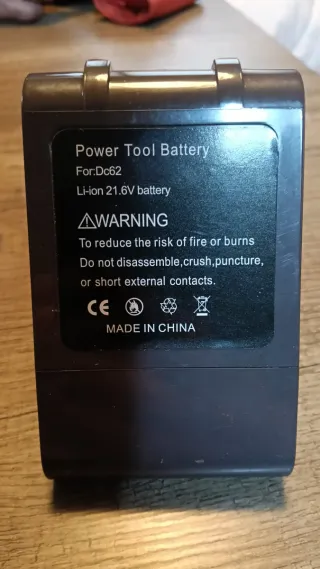 Power Tool Battery
For:Dc62
Li-ion 21.6V battery
⚠WARNING
To reduce the risk of fire or burns
Do not disassemble,crush,puncture,
or short external contacts.
CE
MADE IN CHINA